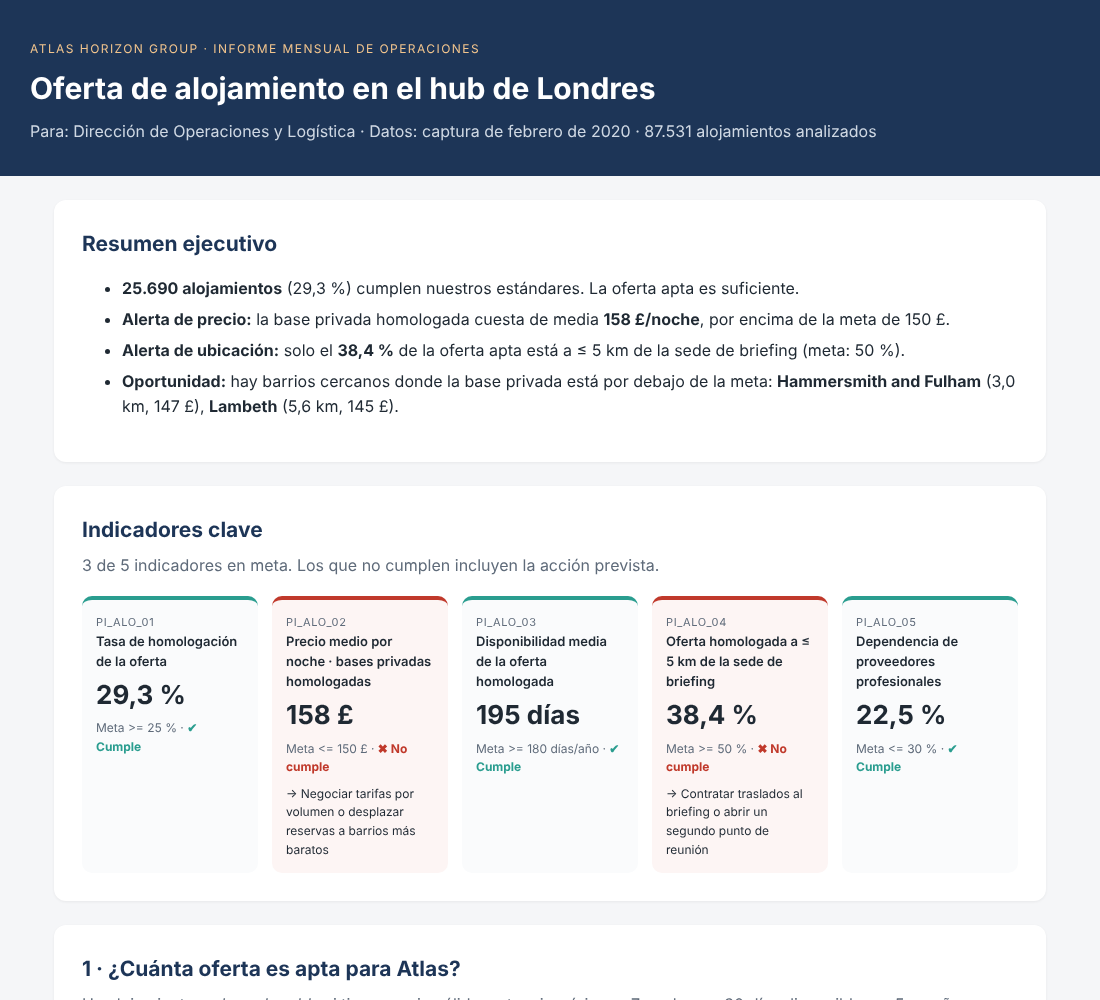 ATLAS HORIZON GROUP · INFORME MENSUAL DE OPERACIONES
Oferta de alojamiento en el hub de Londres
Para: Dirección de Operaciones y Logística · Datos: captura de febrero de 2020 · 87.531 alojamientos analizados
Resumen ejecutivo
• 25.690 alojamientos (29,3 %) cumplen nuestros estándares. La oferta apta es suficiente.
• Alerta de precio: la base privada homologada cuesta de media 158 £/noche, por encima de la meta de 150 £.
• Alerta de ubicación: solo el 38,4 % de la oferta apta está a ≤ 5 km de la sede de briefing (meta: 50 %).
• Oportunidad: hay barrios cercanos donde la base privada está por debajo de la meta: Hammersmith and Fulham (3,0
km, 147 £), Lambeth (5,6 km, 145 £).
Indicadores clave
3 de 5 indicadores en meta. Los que no cumplen incluyen la acción prevista.
PI_ALO_01
Tasa de homologación
de la oferta
29,3 %
Meta >= 25 % · ✔
Cumple
PI_ALO_02
Precio medio por
noche · bases privadas
homologadas
158 £
Meta <= 150 £ · ✖ No
cumple
→ Negociar tarifas por
volumen o desplazar
reservas a barrios más
baratos
PI_ALO_03
Disponibilidad media
de la oferta
homologada
195 días
Meta >= 180 días/año · ✔
Cumple
PI_ALO_04
Oferta homologada a ≤
5 km de la sede de
briefing
38,4 %
Meta >= 50 % · ✖ No
cumple
→ Contratar traslados al
briefing o abrir un
segundo punto de
reunión
PI_ALO_05
Dependencia de
proveedores
profesionales
22,5 %
Meta <= 30 % · ✔
Cumple
1 · ¿Cuánta oferta es apta para Atlas?